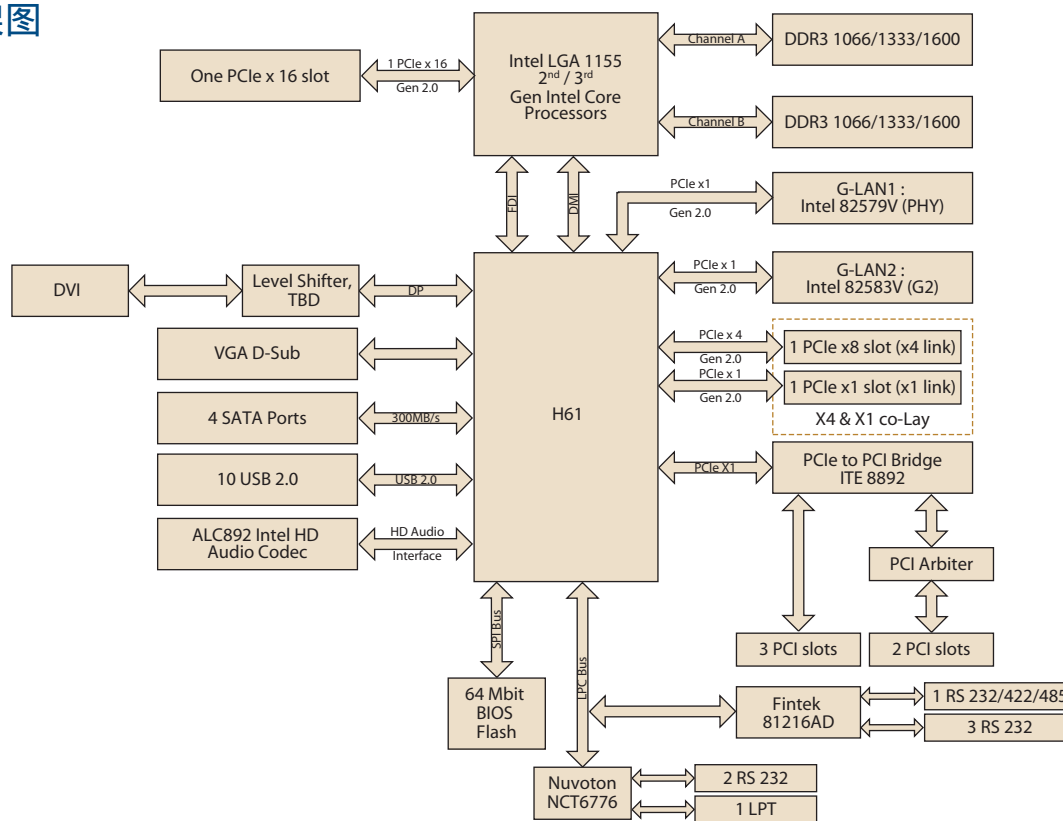 架图
One PCIe x 16 slot
1 PCIe x 16
Gen 2.0
Intel LGA 1155
2nd / 3rd
Gen Intel Core
Processors
Channel A
DDR3 1066/1333/1600
Channel B
DDR3 1066/1333/1600
FDI
DMI
PCIe x1
Gen 2.0
G-LAN1 :
Intel 82579V (PHY)
DVI
Level Shifter,
TBD
DP
H61
PCIe x 1
Gen 2.0
G-LAN2 :
Intel 82583V (G2)
VGA D-Sub
PCIe x 4
Gen 2.0
1 PCIe x8 slot (x4 link)
PCIe x 1
Gen 2.0
1 PCIe x1 slot (x1 link)
X4 & X1 co-Lay
4 SATA Ports
300MB/s
10 USB 2.0
USB 2.0
PCIe X1
PCIe to PCI Bridge
ITE 8892
ALC892 Intel HD
Audio Codec
HD Audio
Interface
PCI Arbiter
3 PCI slots
2 PCI slots
SPI Bus
LPC Bus
64 Mbit
BIOS
Flash
Fintek
81216AD
1 RS 232/422/485
3 RS 232
Nuvoton
NCT6776
2 RS 232
1 LPT